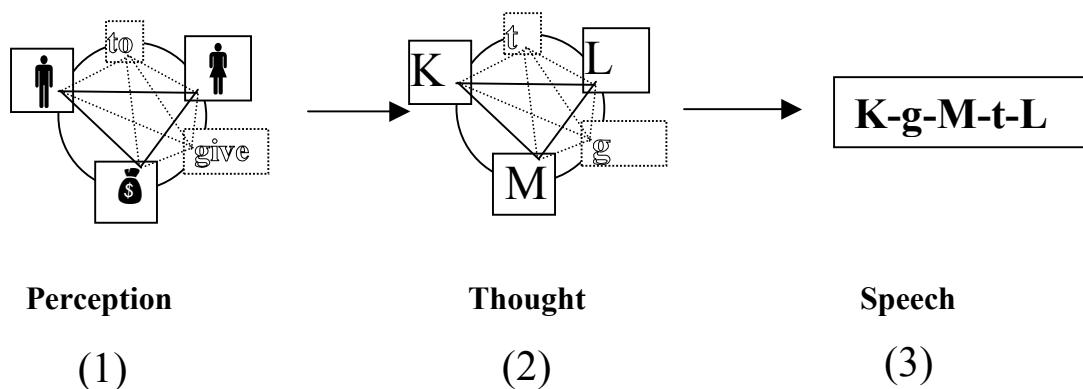 to
give
$
K
t
L
g
M
K-g-M-t-L
Perception
Thought
Speech
(1)
(2)
(3)